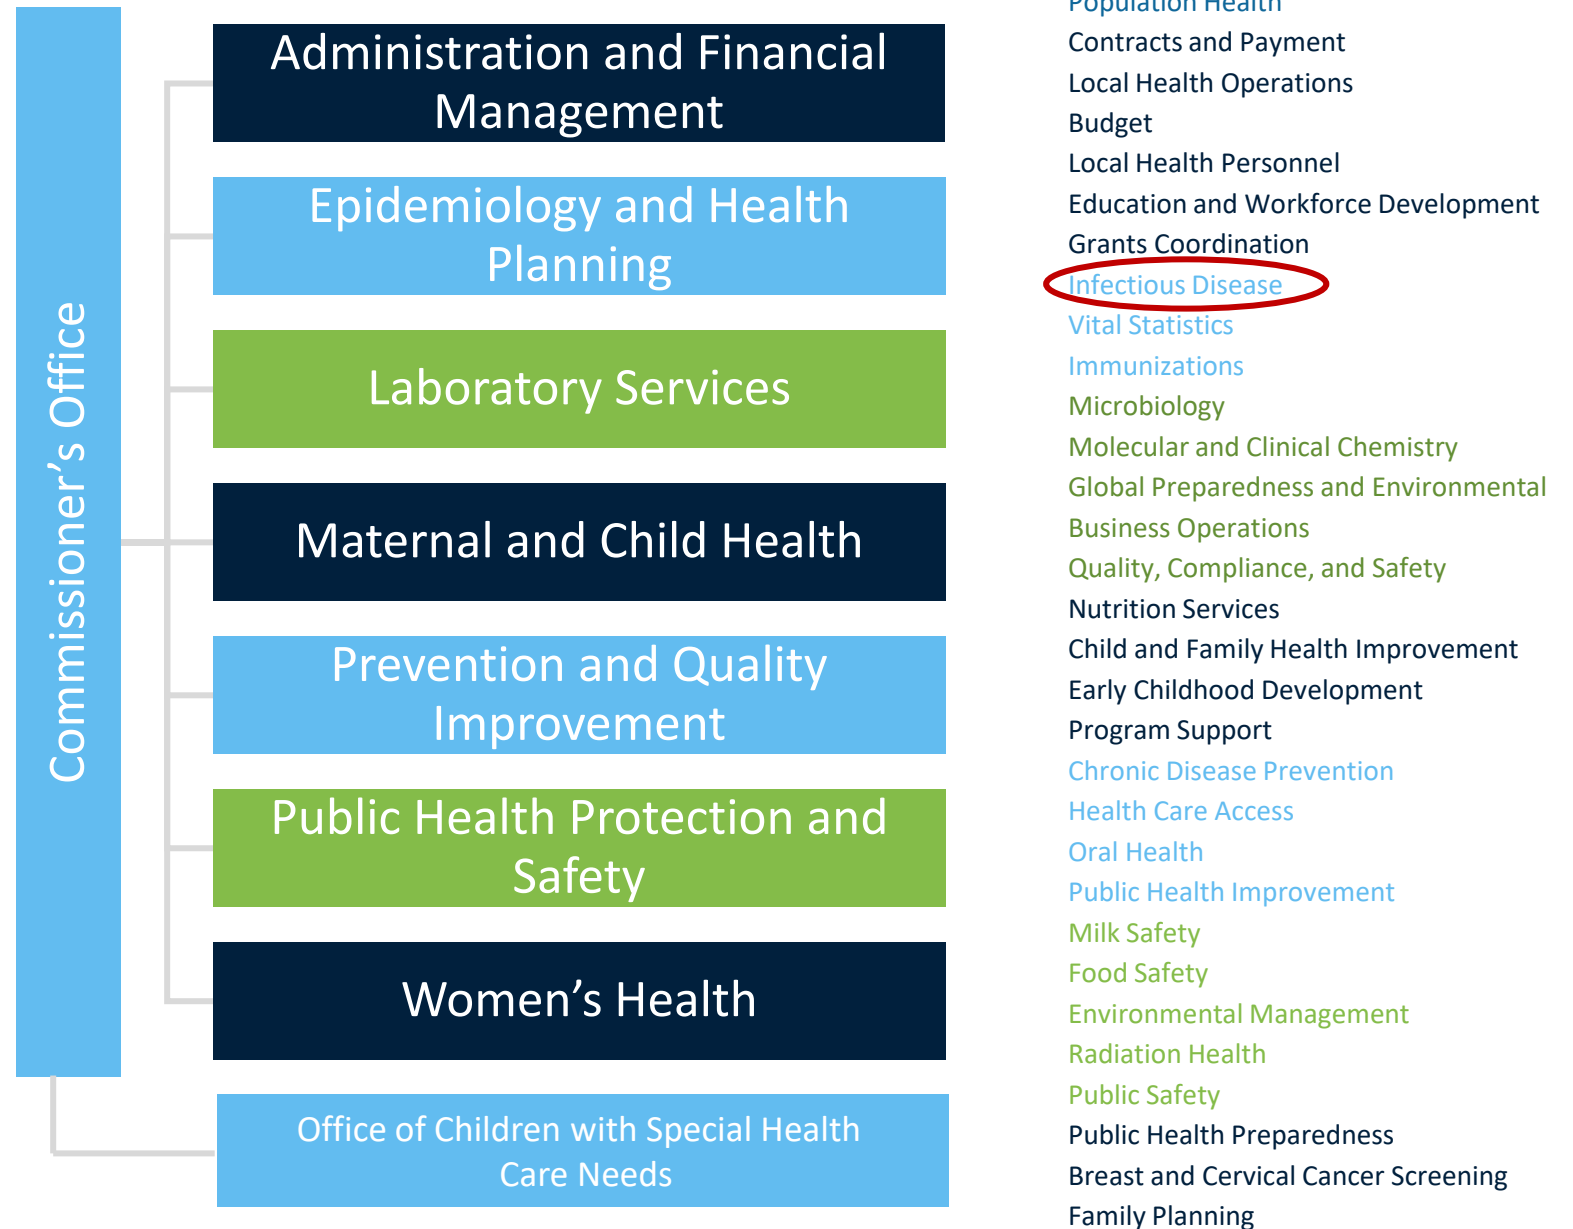 Commissioner's Office
Administration and Financial
Management
Epidemiology and Health
Planning
Laboratory Services
Maternal and Child Health
Prevention and Quality
Improvement
Public Health Protection and
Safety
Women's Health
Office of Children with Special Health
Care Needs
Population Health
Contracts and Payment
Local Health Operations
Budget
Local Health Personnel
Education and Workforce Development
Grants Coordination
Infectious Disease
Vital Statistics
Immunizations
Microbiology
Molecular and Clinical Chemistry
Global Preparedness and Environmental
Business Operations
Quality, Compliance, and Safety
Nutrition Services
Child and Family Health Improvement
Early Childhood Development
Program Support
Chronic Disease Prevention
Health Care Access
Oral Health
Public Health Improvement
Milk Safety
Food Safety
Environmental Management
Radiation Health
Public Safety
Public Health Preparedness
Breast and Cervical Cancer Screening
Family Planning